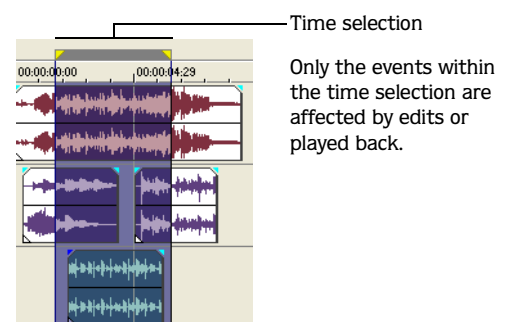 Time selection
00:00:00:00
00:00:04:29
Only the events within
the time selection are
affected by edits or
played back.